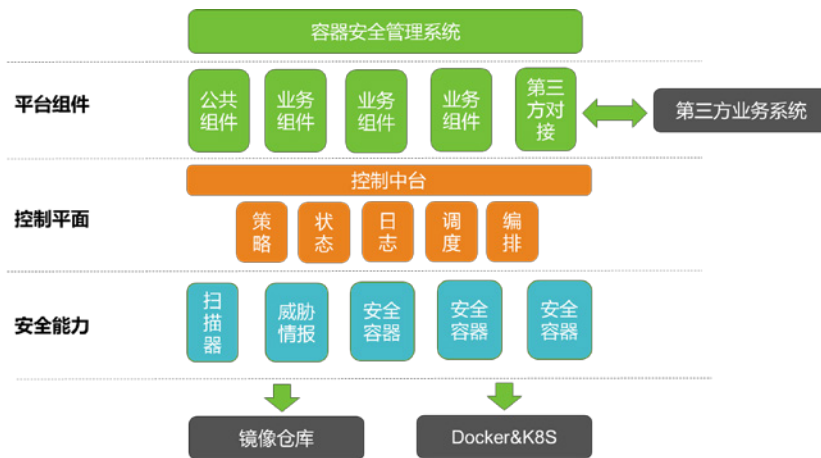 容器安全管理系统
平台组件
公共
组件
业务
组件
业务
组件
业务
组件
第三
方对
接
第三方业务系统
控制中台
控制平面
策
略
状
态
日
志
调
度
编
排
安全能力
扫
描
器
威胁
情报
安全
容器
安全
容器
安全
容器
镜像仓库
Docker&K8S